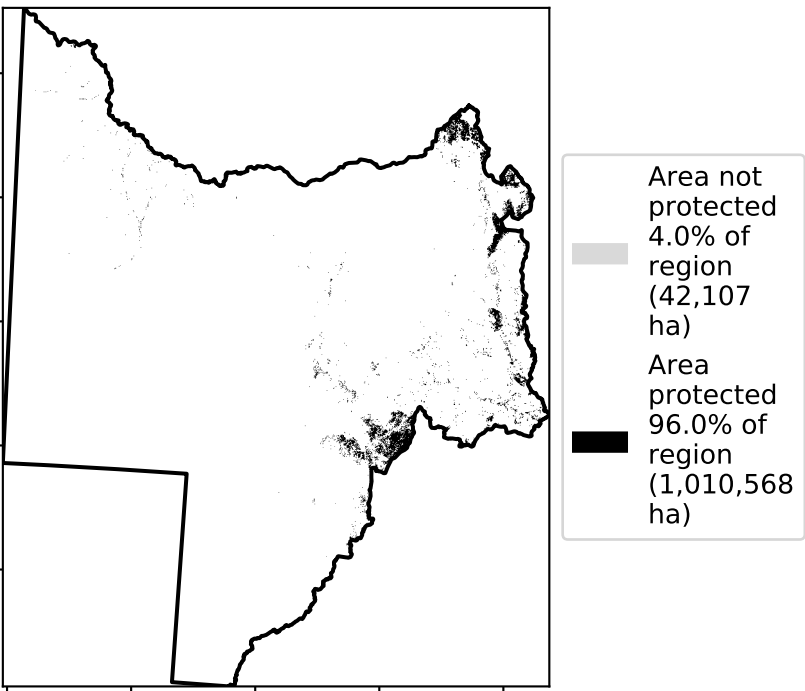 Area not
protected
4.0% of
region
(42,107
ha)
Area
protected
96.0% of
region
(1,010,568
ha)